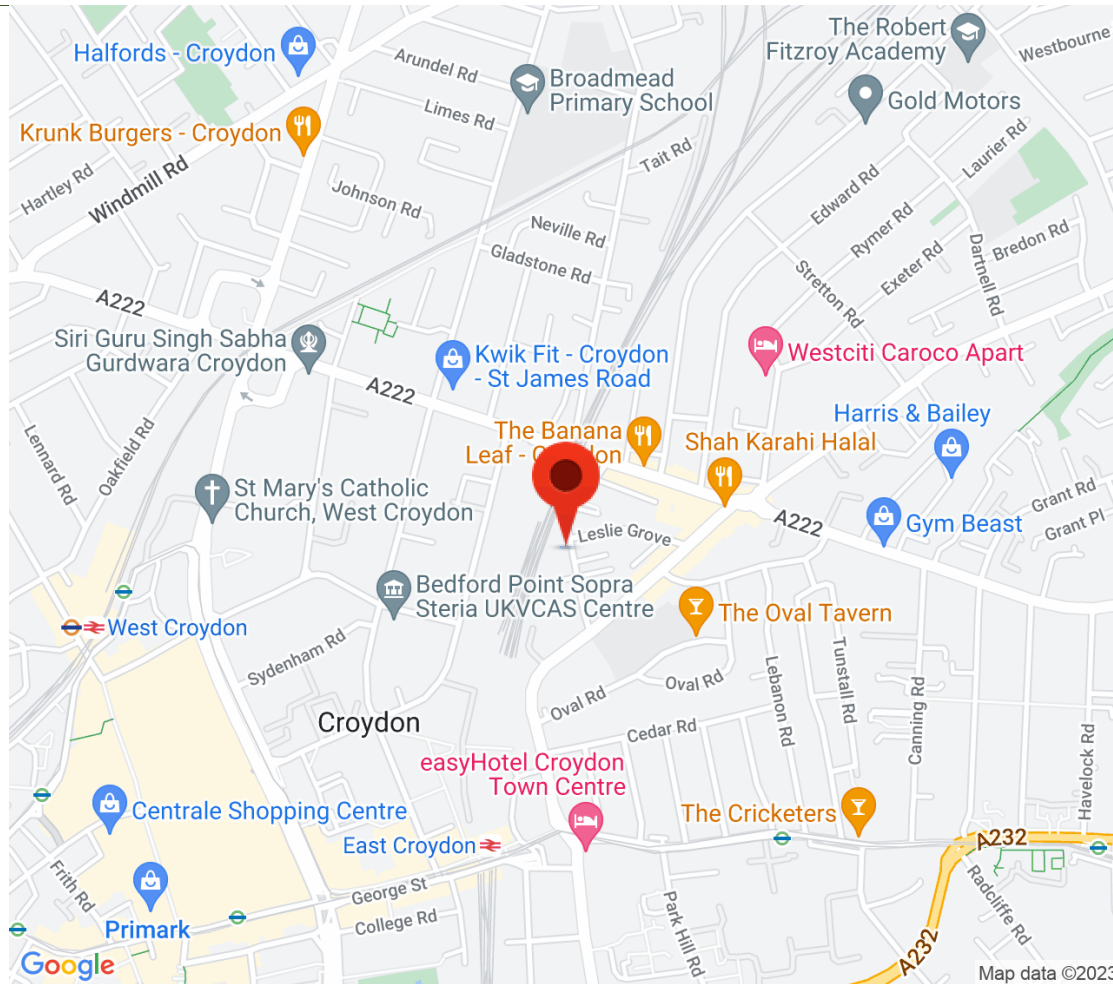 The Robert
Fitzroy Academy
Westbourne
Halfords - Croydon
Arundel Rd
Broadmead
Primary School
Gold Motors
Limes Rd
Krunk Burgers - Croydon
Tait Rd
Laurier Rd
Hartley Rd
Windmill Rd
Johnson Rd
Edward Rd
Neville Rd
Rymer Rd
Bredon Rd
Gladstone Rd
Stretton Rd
Exeter Rd
Dartnell Rd
A222
Siri Guru Singh Sabha
Gurdwara Croydon
Kwik Fit - Croydon
- St James Road
Westciti Caroco Apart
A222
Harris & Bailey
The Banana
Leaf - C don
Shah Karahi Halal
Lennard Rd
Oakfield Rd
St Mary's Catholic
Church, West Croydon
Grant Rd
Grant Pl
A222
Gym Beast
Leslie Grove
Bedford Point Sopra
Steria UKVCAS Centre
The Oval Tavern
West Croydon
Sydenham Rd
Oval Rd
Oval Rd
Lebanon Rd
Tunstall Rd
Canning Rd
Croydon
Cedar Rd
Havelock Rd
easyHotel Croydon
Town Centre
Centrale Shopping Centre
The Cricketers
East Croydon
A232
Frith Rd
George St
College Rd
Park Hill Rd
Radcliffe Rd
Primark
A232
Google
Map data ©2023